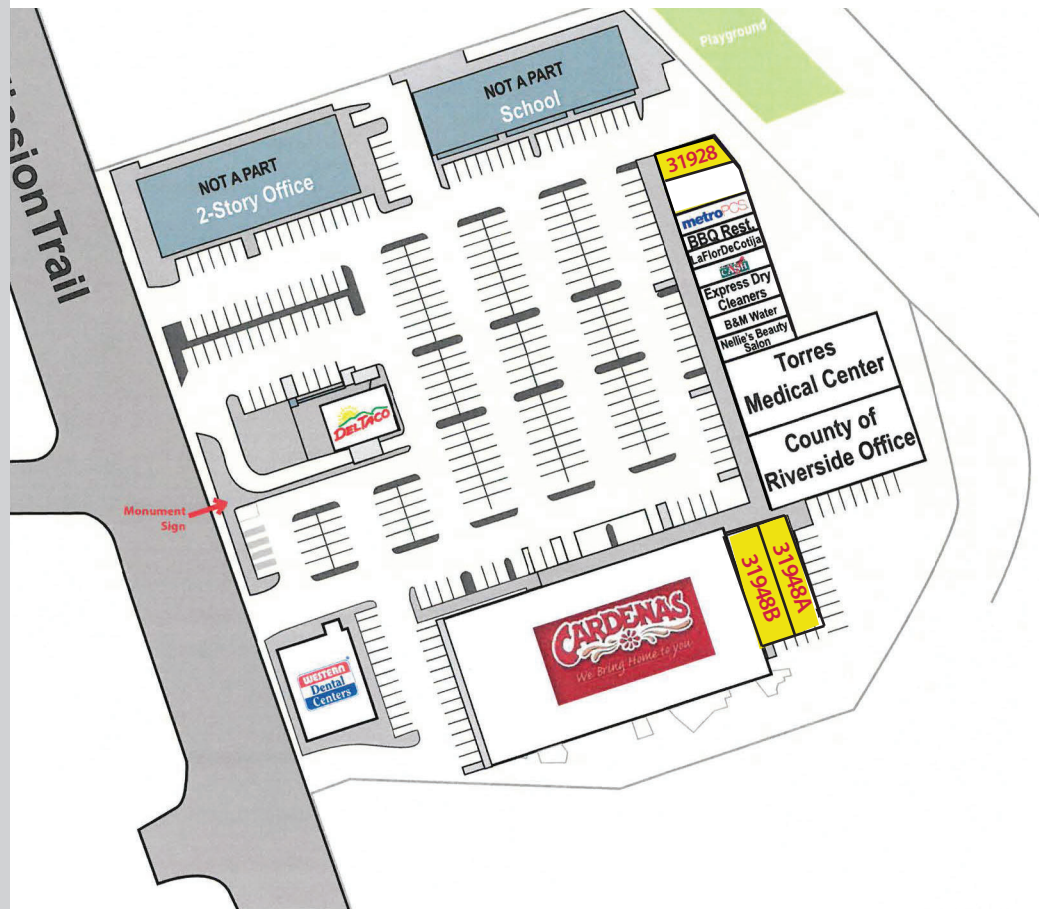 Playground
NOT A PART
School
NOT A PART
2-Story Office
ssionTrail
31928
metroPCS.
BBQ Rest.
LaFlorDeCotija
CASH
Express Dry
Cleaners
B&M Water
Nellie's Beauty
Salon
Torres
Medical Center
County of
Riverside Office
DEL TACO
Monument
Sign
31948A
31948B
CARDENAS
We Bring Home to you
WESTERN
Dental
Centers